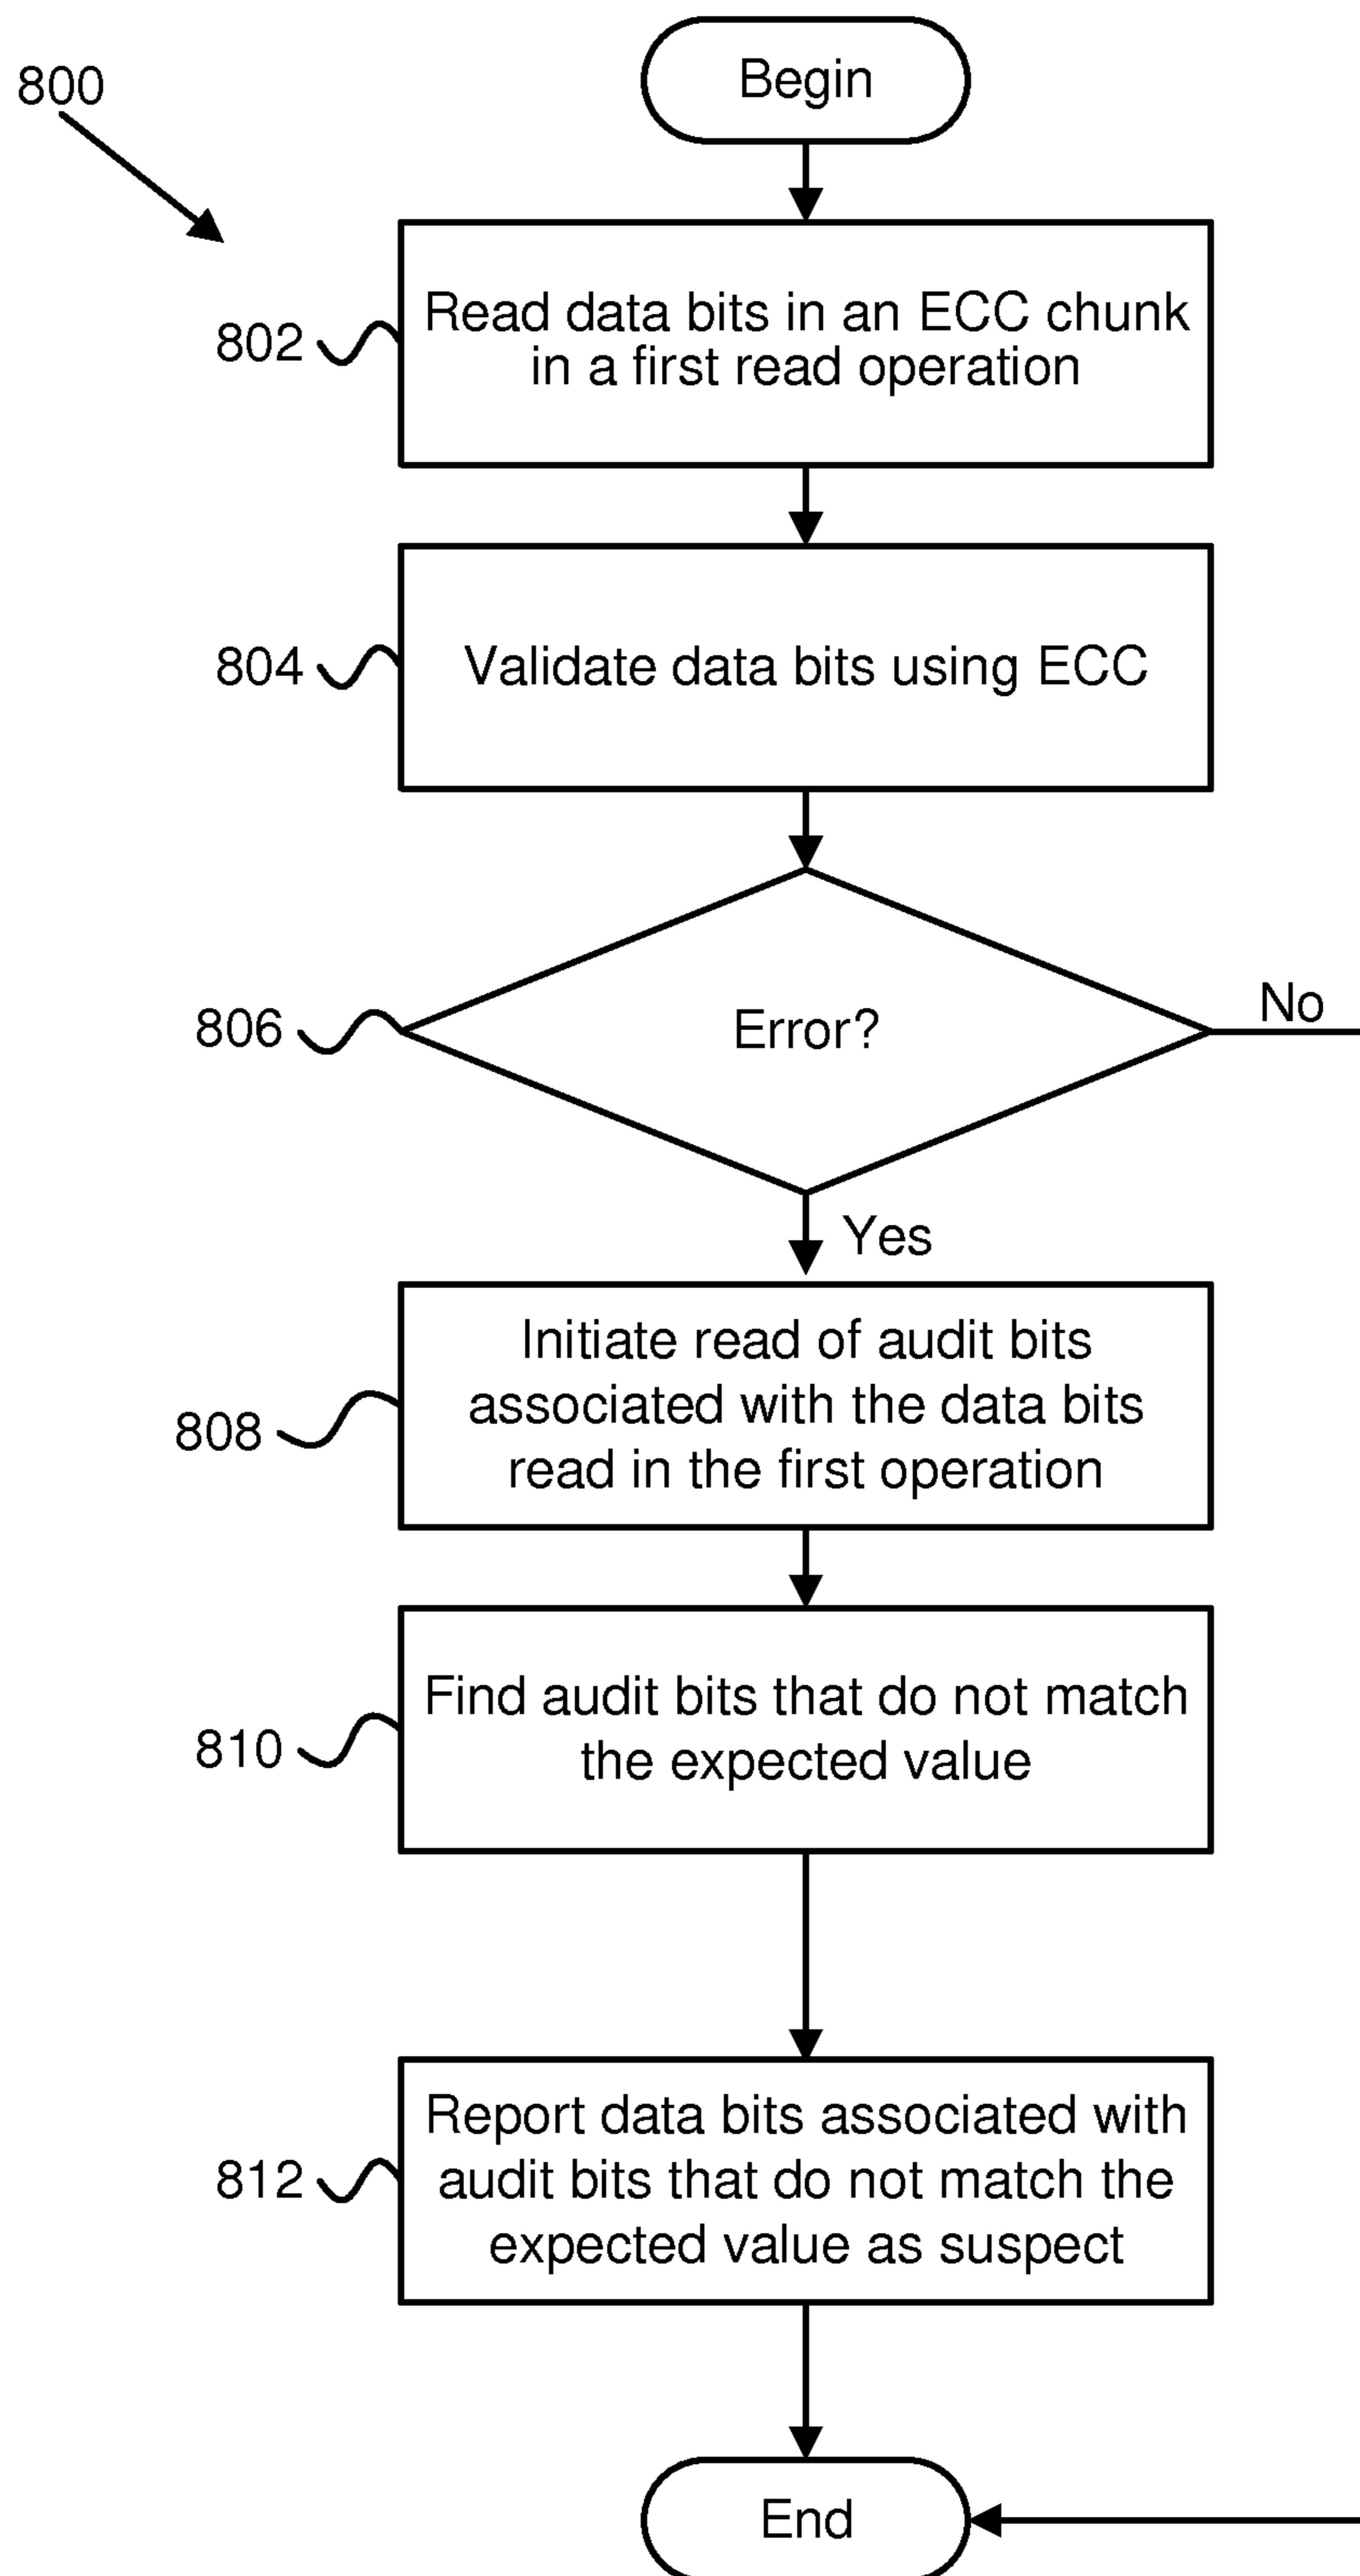 Begin
800
Read data bits in an ECC chunk
in a first read operation
802
Validate data bits using ECC
804
Error?
806
No
Yes
Initiate read of audit bits
associated with the data bits
read in the first operation
808
Find audit bits that do not match
the expected value
810
Report data bits associated with
audit bits that do not match the
expected value as suspect
812
End